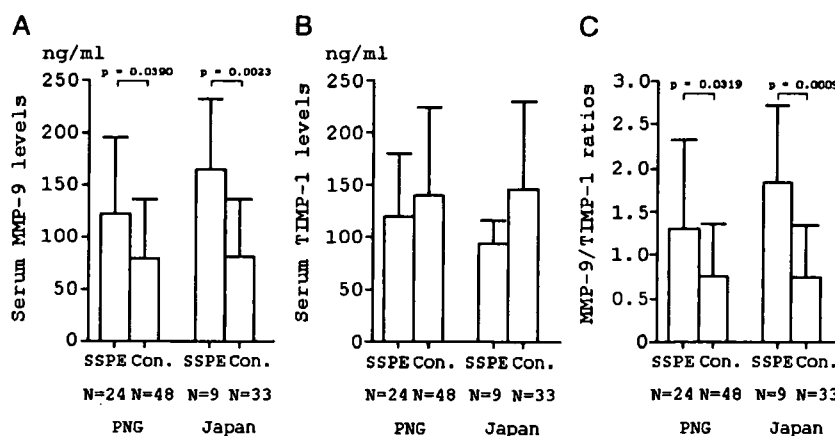 A
ng/ml
p = 0.0390
p = 0.0023
250
200
150
100
50
0
Serum MMP-9 levels
SSPE Con. SSPE Con.
N=24 N=48 N=9 N=33
PNG Japan
B
ng/ml
250
200
150
100
50
0
Serum TIMP-1 levels
SSPE Con. SSPE Con.
N=24 N=48 N=9 N=33
PNG Japan
C
p = 0.0319
p = 0.0009
3.0
2.5
2.0
1.5
1.0
0.5
0
MMP-9/TIMP-1 ratios
SSPE Con. SSPE Con.
N=24 N=48 N=9 N=33
PNG Japan